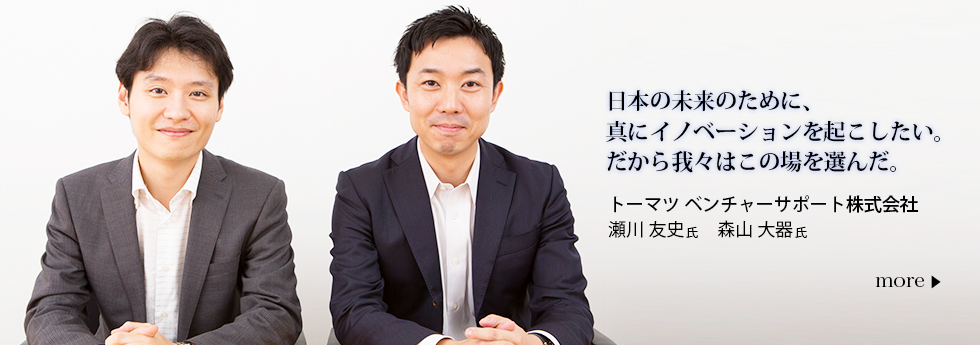 日本の未来のために、
真にイノベーションを起こしたい。
だから我々はこの場を選んだ。
トーマツ ベンチャーサポート株式会社
瀬川 友史氏　森山 大器氏
more ▶